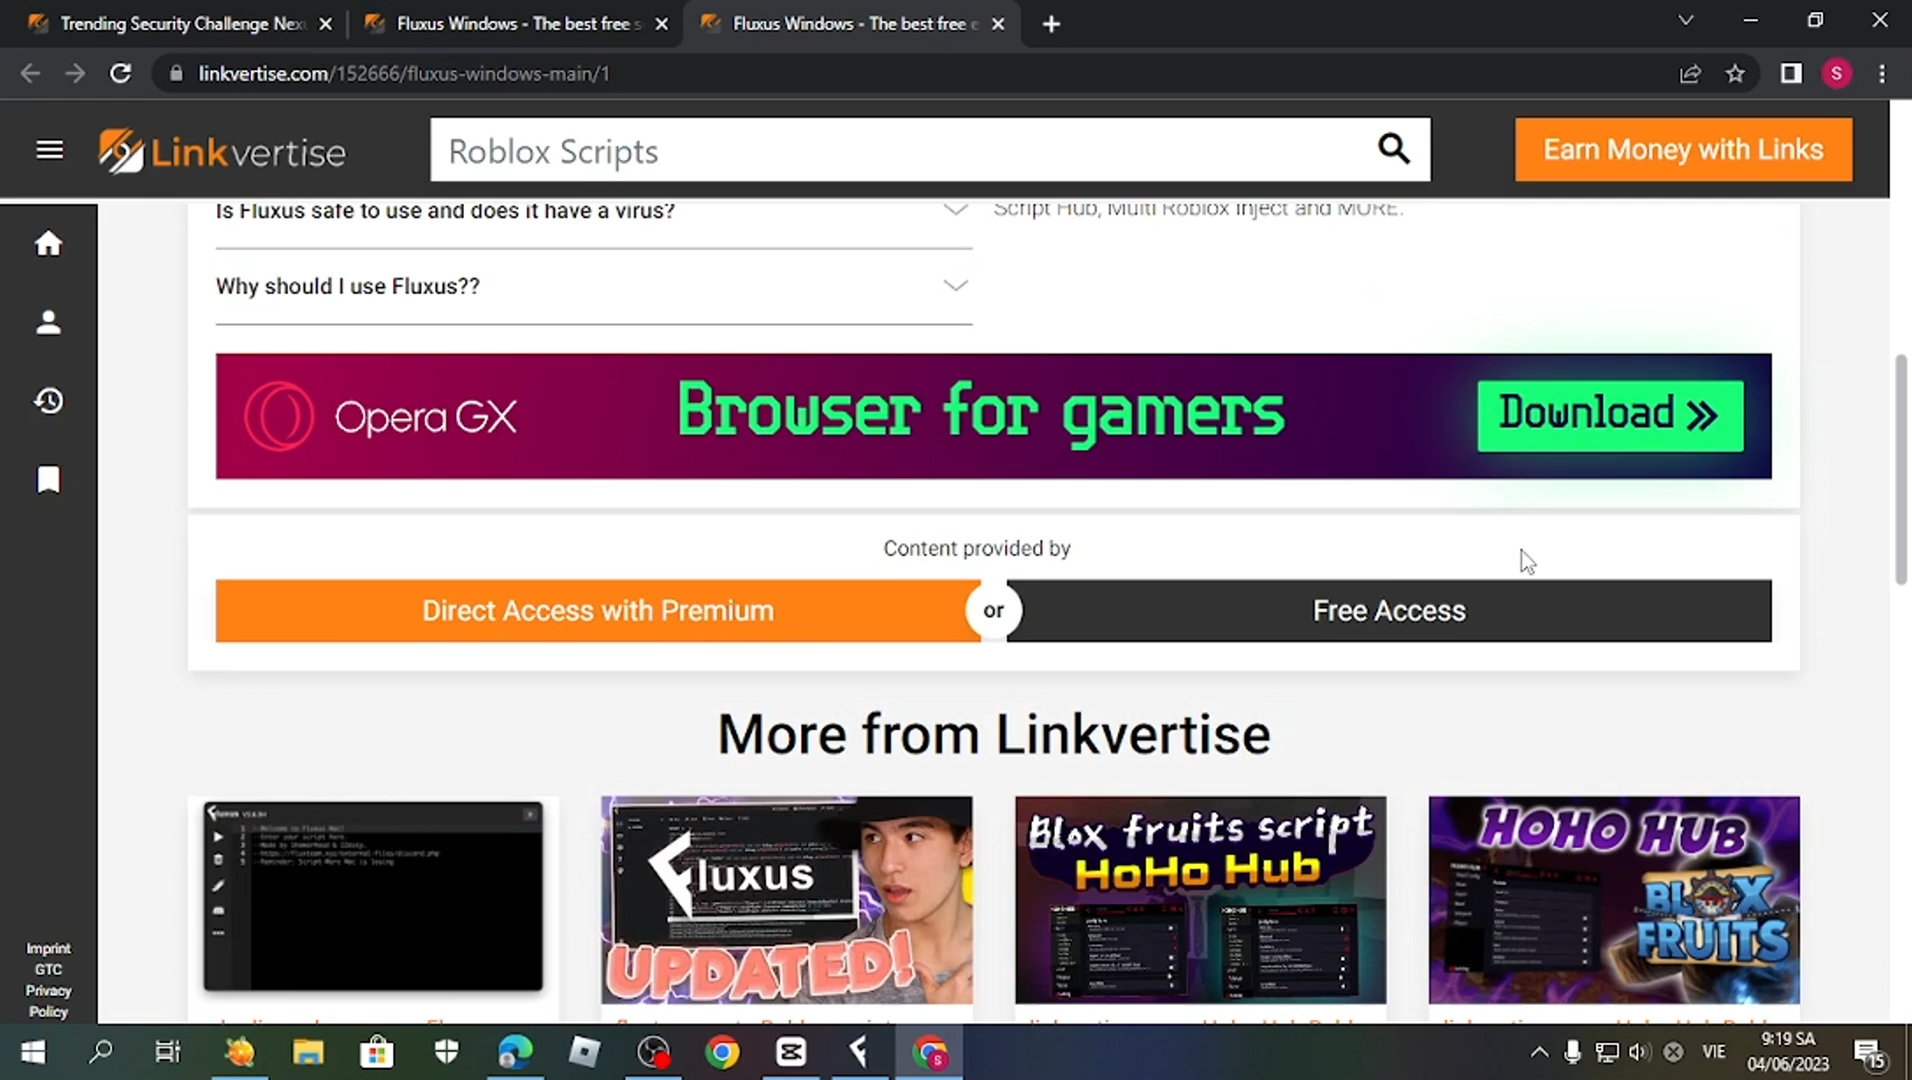 Trending Security Challenge Nex
Fluxus Windows - The best free s
Fluxus Windows - The best free e
linkvertise.com/152666/fluxus-windows-main/1
S
Linkvertise
Roblox Scripts
Earn Money with Links
Is Fluxus safe to use and does it have a virus?
Script Hub, Multi Roblox Inject and MORE.
Why should I use Fluxus??
Opera GX
Browser for gamers
Download
Content provided by
Direct Access with Premium
or
Free Access
More from Linkvertise
Fluxus
UPDATED!
Blox fruits script
HoHo Hub
HOHO HUB
BLOX
FRUITS
Imprint
GTC
Privacy
Policy
VIE
9:19 SA
04/06/2023
15